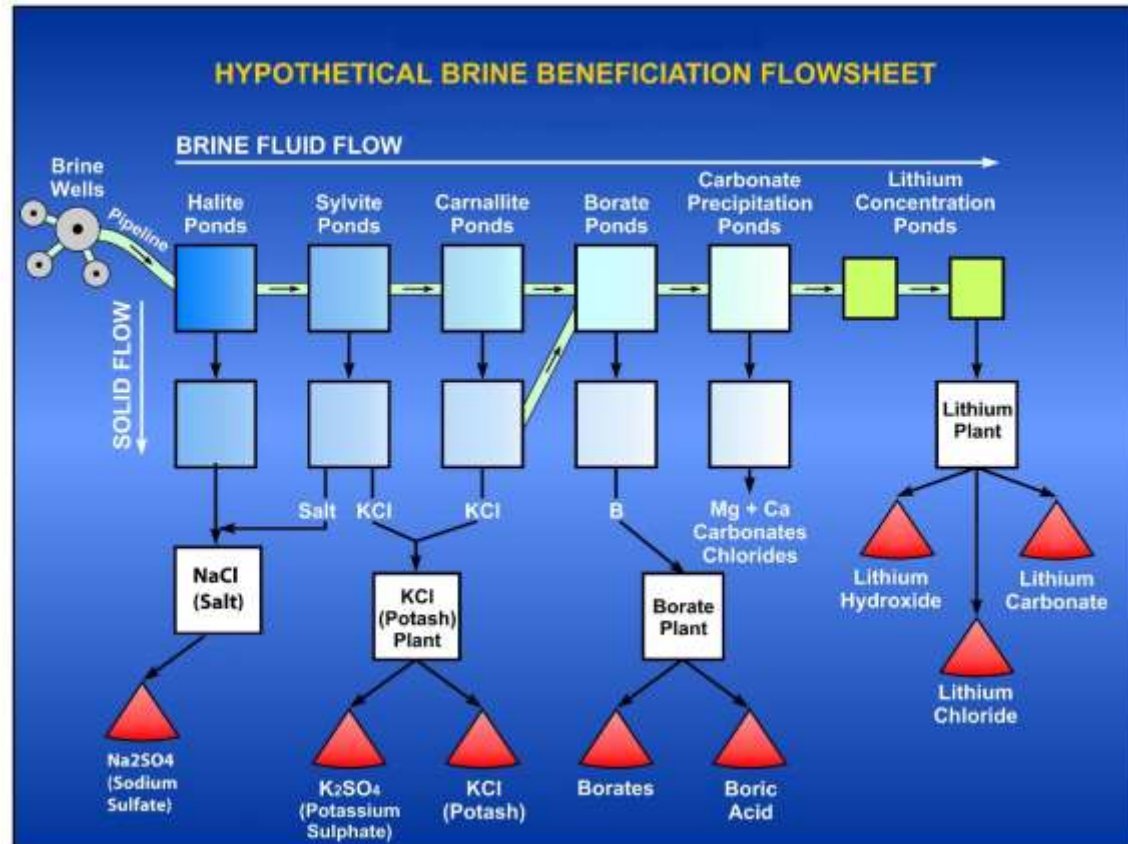 HYPOTHETICAL BRINE BENEFICIATION FLOWSHEET
BRINE FLUID FLOW
Brine
Wells
Pipeline
Halite
Ponds
Sylvite
Ponds
Carnallite
Ponds
Borate
Ponds
Carbonate
Precipitation
Ponds
Lithium
Concentration
Ponds
SOLID FLOW
Lithium
Plant
Salt
KCl
KCl
B
Mg + Ca
Carbonates
Chlorides
NaCl
(Salt)
KCl
(Potash)
Plant
Borate
Plant
Lithium
Hydroxide
Lithium
Carbonate
Lithium
Chloride
Na2SO4
(Sodium
Sulfate)
K₂SO₄
(Potassium
Sulphate)
KCl
(Potash)
Borates
Boric
Acid